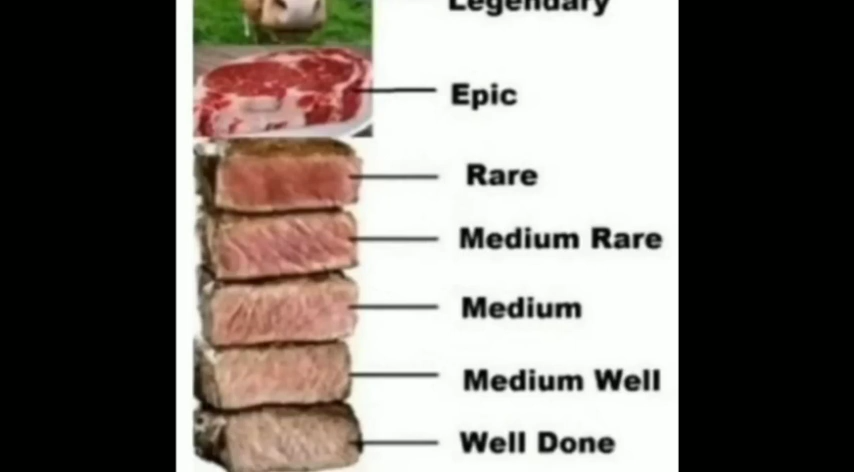 Legendary
Epic
Rare
Medium Rare
Medium
Medium Well
Well Done